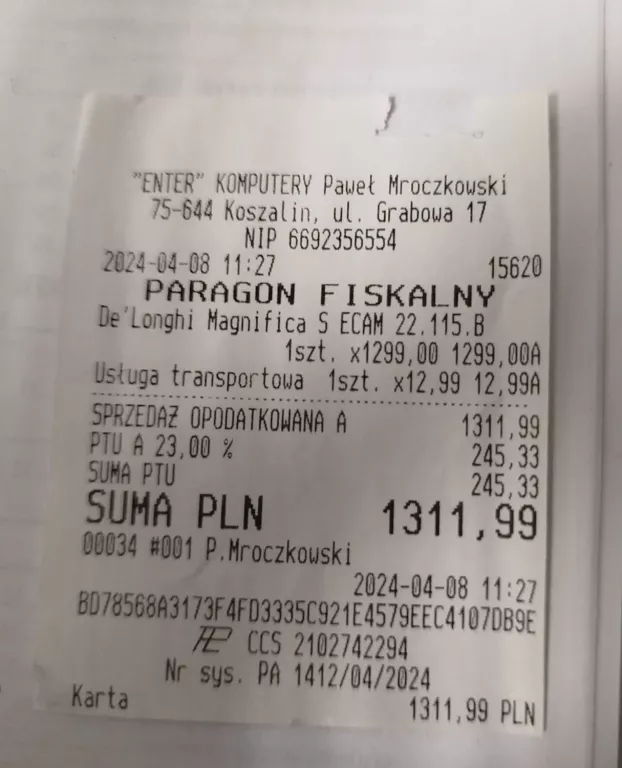 "ENTER" KOMPUTERY Paweł Mroczkowski
75-644 Koszalin, ul. Grabowa 17
NIP 6692356554
2024-04-08 11:27 15620
PARAGON FISKALNY
De'Longhi Magnifica S ECAM 22.115.B
1szt. x1299,00 1299,00A
Usługa transportowa 1szt. x12,99 12,99A
SPRZEDAŻ OPODATKOWANA A 1311,99
PTU A 23,00 % 245,33
SUMA PTU 245,33
SUMA PLN 1311,99
00034 #001 P.Mroczkowski
2024-04-08 11:27
BD78568A3173F4FD3335C921E4579EEC4107DB9E
CCS 2102742294
Nr sys. PA 1412/04/2024
Karta 1311,99 PLN